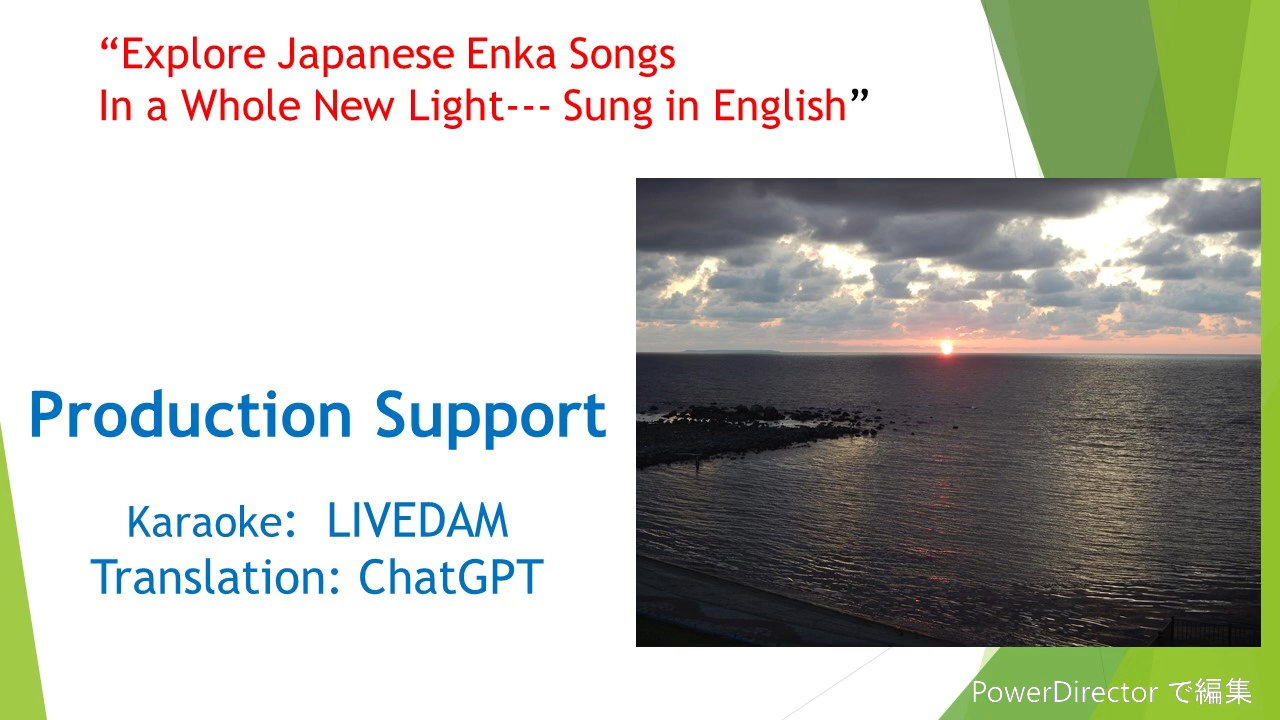 “Explore Japanese Enka Songs
In a Whole New Light--- Sung in English”
Production Support
Karaoke:  LIVEDAM
Translation: ChatGPT
PowerDirector で編集